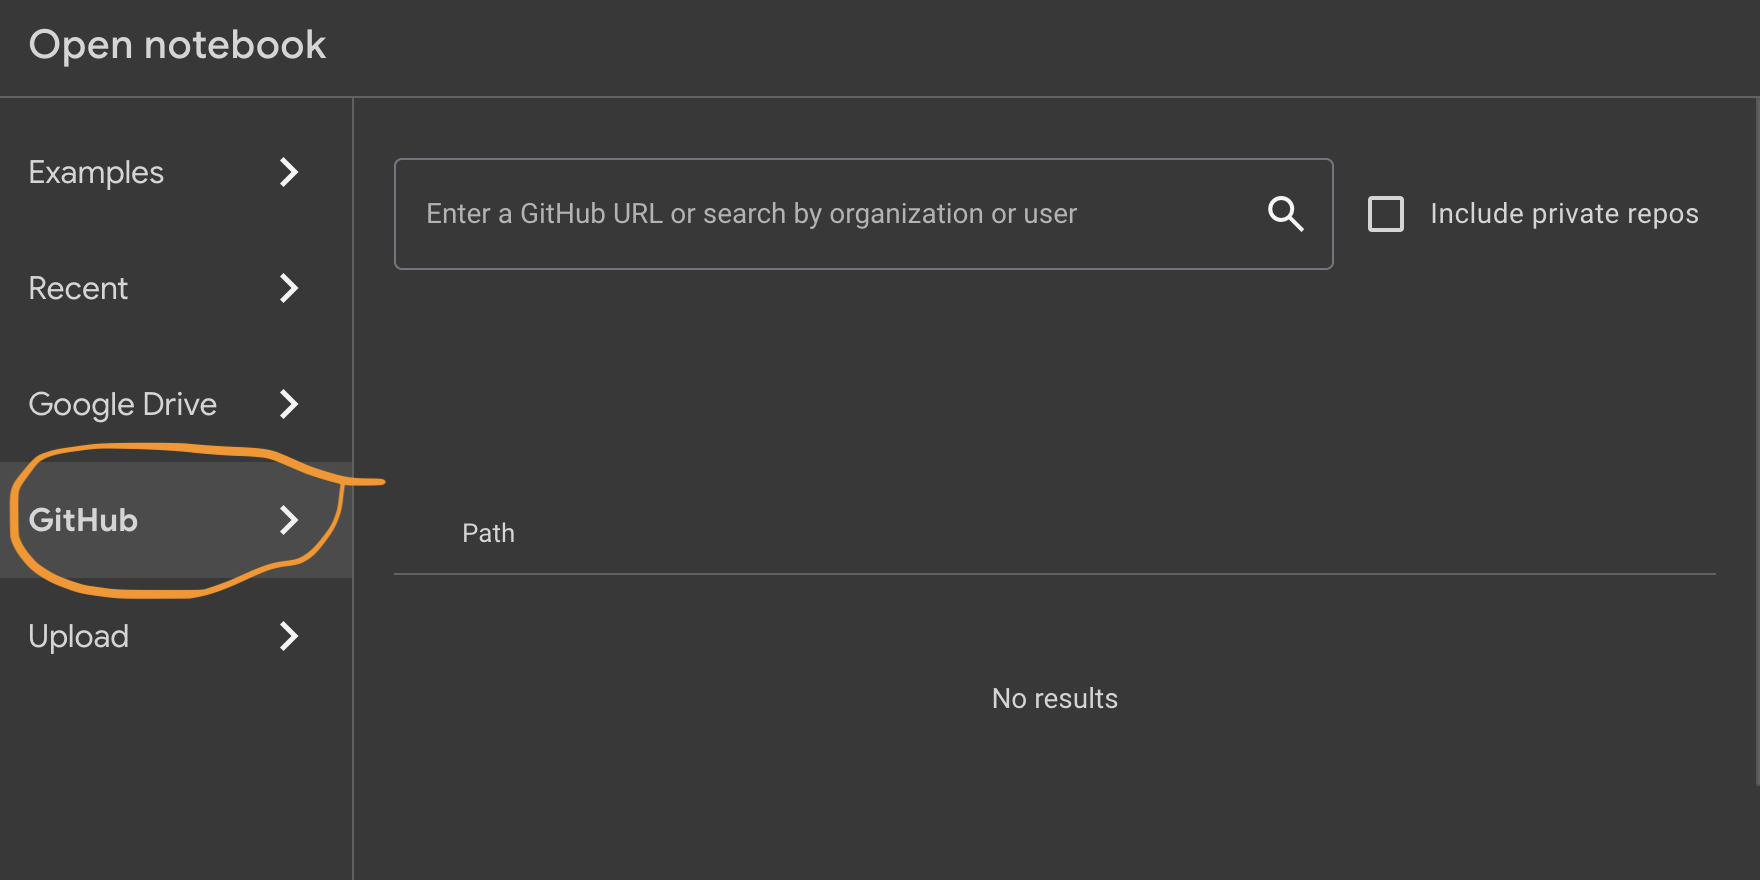 Open notebook
Examples
Recent
Google Drive
GitHub
Upload
Enter a GitHub URL or search by organization or user
Include private repos
Path
No results